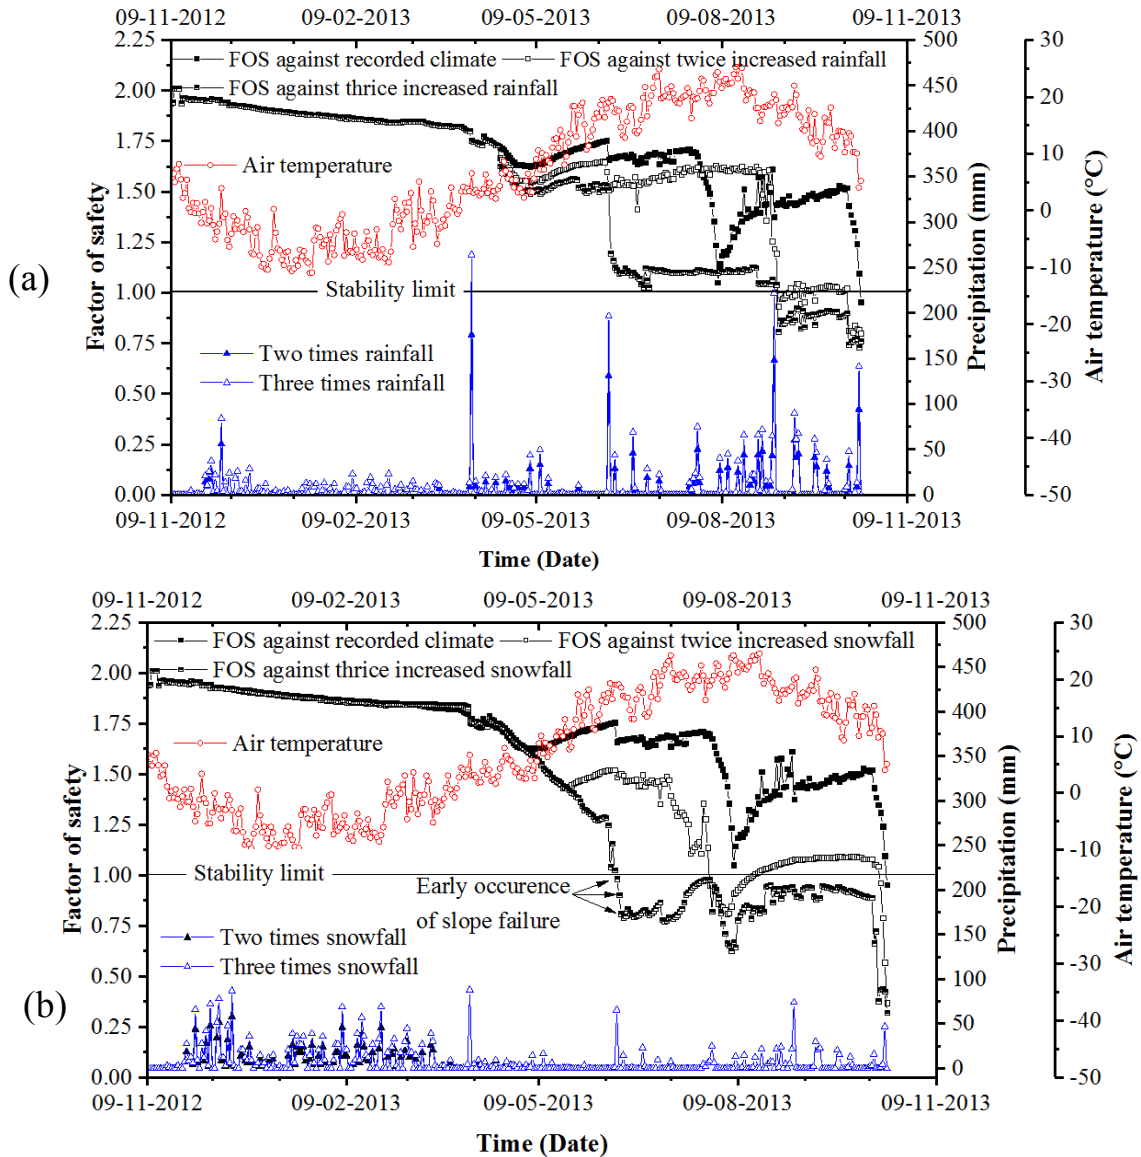 09-11-2012 09-02-2013 09-05-2013 09-08-2013 09-11-2013
2.25 500 30
FOS against recorded climate FOS against twice increased rainfall
FOS against thrice increased rainfall
2.00 450 20
1.75 400 10
Air temperature
1.50 350 0
1.25 300 -10
(a)
Factor of safety
Precipitation (mm)
Air temperature (°C)
Stability limit
1.00 250 -20
200
Two times rainfall
Three times rainfall
0.75 150 -30
0.50 100 -40
0.25 50
0.00 0 -50
09-11-2012 09-02-2013 09-05-2013 09-08-2013 09-11-2013
Time (Date)
09-11-2012 09-02-2013 09-05-2013 09-08-2013 09-11-2013
2.25 500 30
FOS against recorded climate FOS against twice increased snowfall
FOS against thrice increased snowfall
2.00 450 20
1.75 400 10
Air temperature
1.50 350 0
1.25 300 -10
Factor of safety
Precipitation (mm)
Air temperature (°C)
250
Stability limit
1.00 200 -20
Early occurence
of slope failure
0.75 150 -30
Two times snowfall
Three times snowfall
0.50 100 -40
(b)
0.25 50
0.00 0 -50
09-11-2012 09-02-2013 09-05-2013 09-08-2013 09-11-2013
Time (Date)